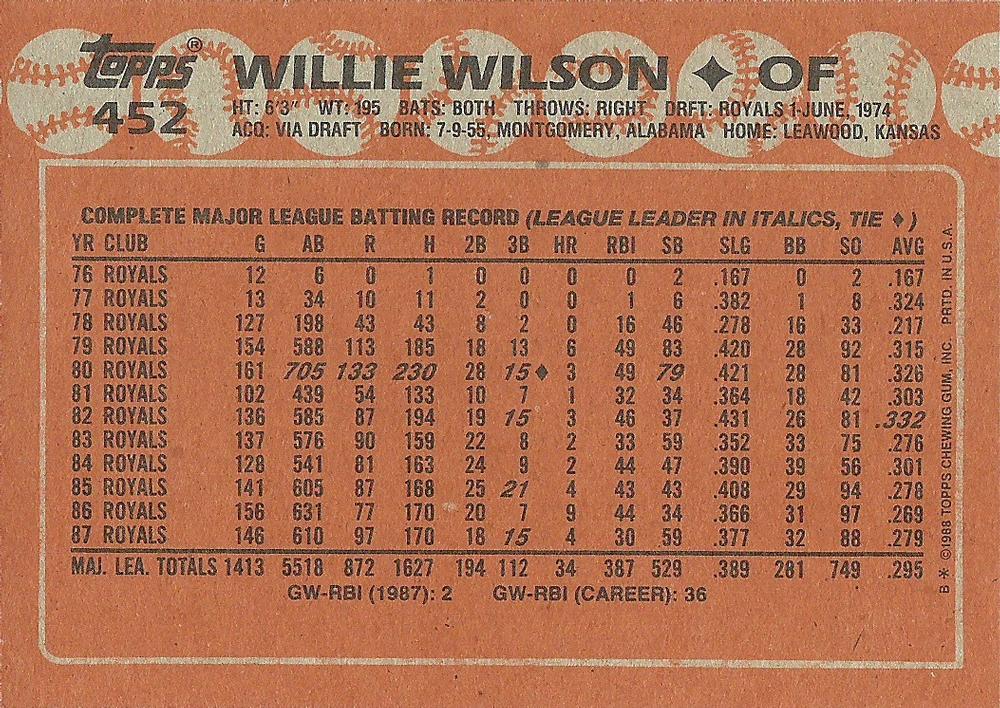 Topps® WILLIE WILSON ♦ OF
452 HT: 6'3" WT: 195 BATS: BOTH THROWS: RIGHT DRFT: ROYALS 1-JUNE, 1974
ACQ: VIA DRAFT BORN: 7-9-55, MONTGOMERY, ALABAMA HOME: LEAWOOD, KANSAS
COMPLETE MAJOR LEAGUE BATTING RECORD (LEAGUE LEADER IN ITALICS, TIE ♦)
YR CLUB G AB R H 2B 3B HR RBI SB SLG BB SO AVG
76 ROYALS 12 6 0 1 0 0 0 0 2 .167 0 2 .167
77 ROYALS 13 34 10 11 2 0 0 1 6 .382 1 8 .324
78 ROYALS 127 198 43 43 8 2 0 16 46 .278 16 33 .217
79 ROYALS 154 588 113 185 18 13 6 49 83 .420 28 92 .315
80 ROYALS 161 705 133 230 28 15♦ 3 49 79 .421 28 81 .326
81 ROYALS 102 439 54 133 10 7 1 32 34 .364 18 42 .303
82 ROYALS 136 585 87 194 19 15 3 46 37 .431 26 81 .332
83 ROYALS 137 576 90 159 22 8 2 33 59 .352 33 75 .276
84 ROYALS 128 541 81 163 24 9 2 44 47 .390 39 56 .301
85 ROYALS 141 605 87 168 25 21 4 43 43 .408 29 94 .278
86 ROYALS 156 631 77 170 20 7 9 44 34 .366 31 97 .269
87 ROYALS 146 610 97 170 18 15 4 30 59 .377 32 88 .279
MAJ. LEA. TOTALS 1413 5518 872 1627 194 112 34 387 529 .389 281 749 .295
GW-RBI (1987): 2 GW-RBI (CAREER): 36
B * ©1988 TOPPS CHEWING GUM, INC. PRTD. IN U.S.A.